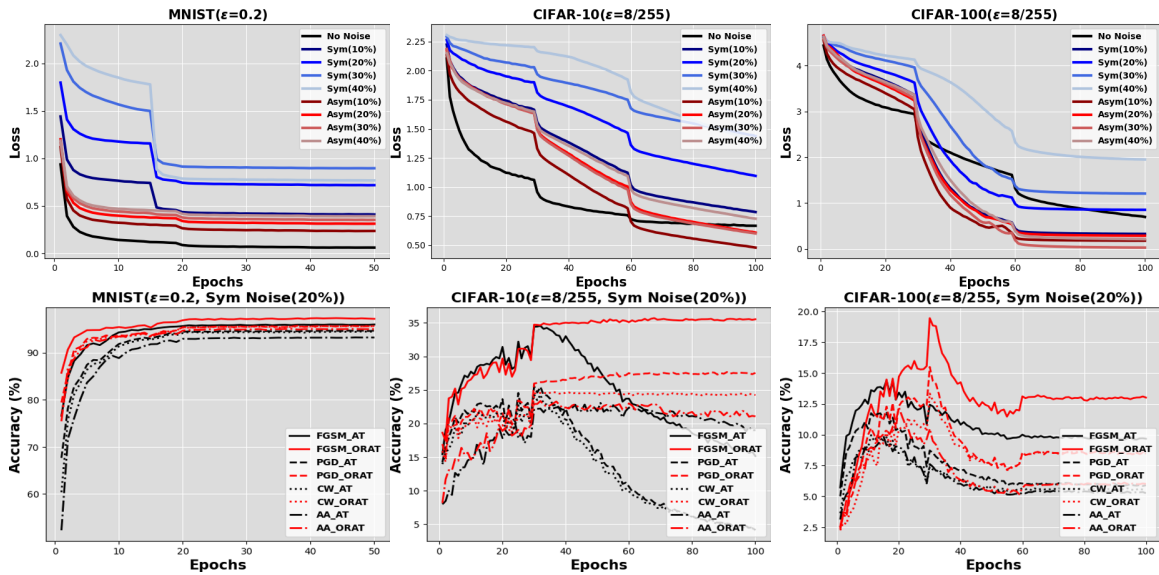 MNIST(ε=0.2)
Loss
2.0
1.5
1.0
0.5
0.0
No Noise
Sym(10%)
Sym(20%)
Sym(30%)
Sym(40%)
Asym(10%)
Asym(20%)
Asym(30%)
Asym(40%)
0
10
20
30
40
50
Epochs
CIFAR-10(ε=8/255)
Loss
2.25
2.00
1.75
1.50
1.25
1.00
0.75
0.50
No Noise
Sym(10%)
Sym(20%)
Sym(30%)
Sym(40%)
Asym(10%)
Asym(20%)
Asym(30%)
Asym(40%)
0
20
40
60
80
100
Epochs
CIFAR-100(ε=8/255)
Loss
4
3
2
1
0
No Noise
Sym(10%)
Sym(20%)
Sym(30%)
Sym(40%)
Asym(10%)
Asym(20%)
Asym(30%)
Asym(40%)
0
20
40
60
80
100
Epochs
MNIST(ε=0.2, Sym Noise(20%))
Accuracy (%)
90
80
70
60
FGSM_AT
FGSM_ORAT
PGD_AT
PGD_ORAT
CW_AT
CW_ORAT
AA_AT
AA_ORAT
0
10
20
30
40
50
Epochs
CIFAR-10(ε=8/255, Sym Noise(20%))
Accuracy (%)
35
30
25
20
15
10
5
FGSM_AT
FGSM_ORAT
PGD_AT
PGD_ORAT
CW_AT
CW_ORAT
AA_AT
AA_ORAT
0
20
40
60
80
100
Epochs
CIFAR-100(ε=8/255, Sym Noise(20%))
Accuracy (%)
20.0
17.5
15.0
12.5
10.0
7.5
5.0
2.5
FGSM_AT
FGSM_ORAT
PGD_AT
PGD_ORAT
CW_AT
CW_ORAT
AA_AT
AA_ORAT
0
20
40
60
80
100
Epochs